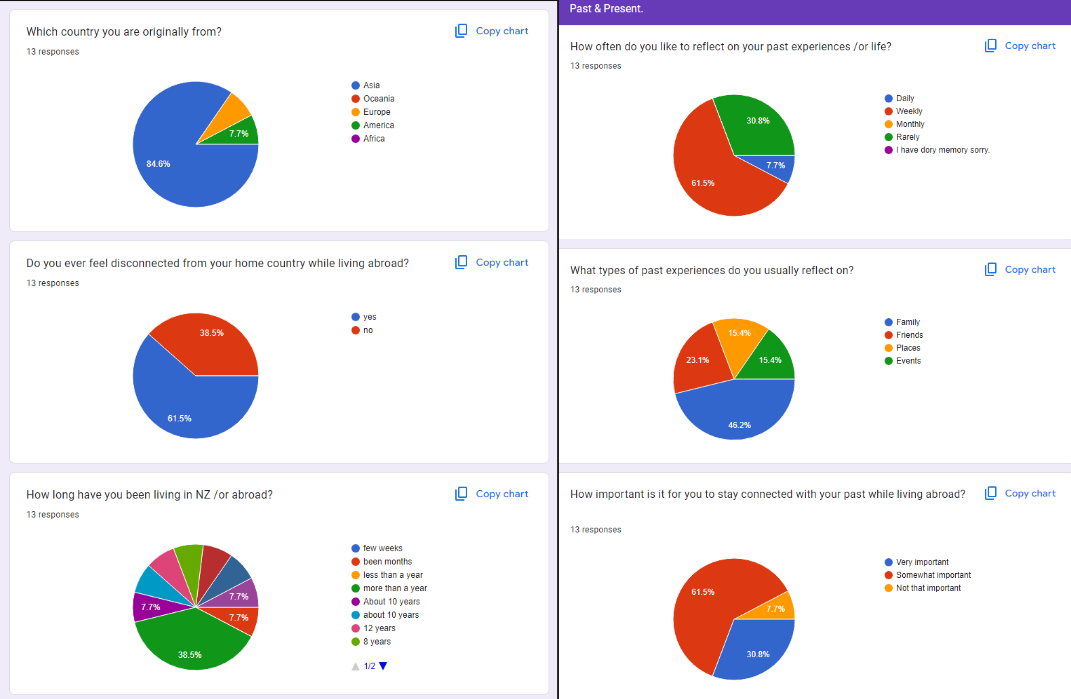 Which country you are originally from?
Copy chart
13 responses
84.6%
7.7%
Asia
Oceania
Europe
America
Africa
Do you ever feel disconnected from your home country while living abroad?
Copy chart
13 responses
38.5%
61.5%
yes
no
How long have you been living in NZ /or abroad?
Copy chart
13 responses
7.7%
7.7%
7.7%
38.5%
few weeks
been months
less than a year
more than a year
About 10 years
about 10 years
12 years
8 years
1/2
Past & Present.
How often do you like to reflect on your past experiences /or life?
Copy chart
13 responses
30.8%
7.7%
61.5%
Daily
Weekly
Monthly
Rarely
I have dory memory sorry.
What types of past experiences do you usually reflect on?
Copy chart
13 responses
15.4%
23.1%
15.4%
46.2%
Family
Friends
Places
Events
How important is it for you to stay connected with your past while living abroad?
Copy chart
13 responses
61.5%
7.7%
30.8%
Very important
Somewhat important
Not that important